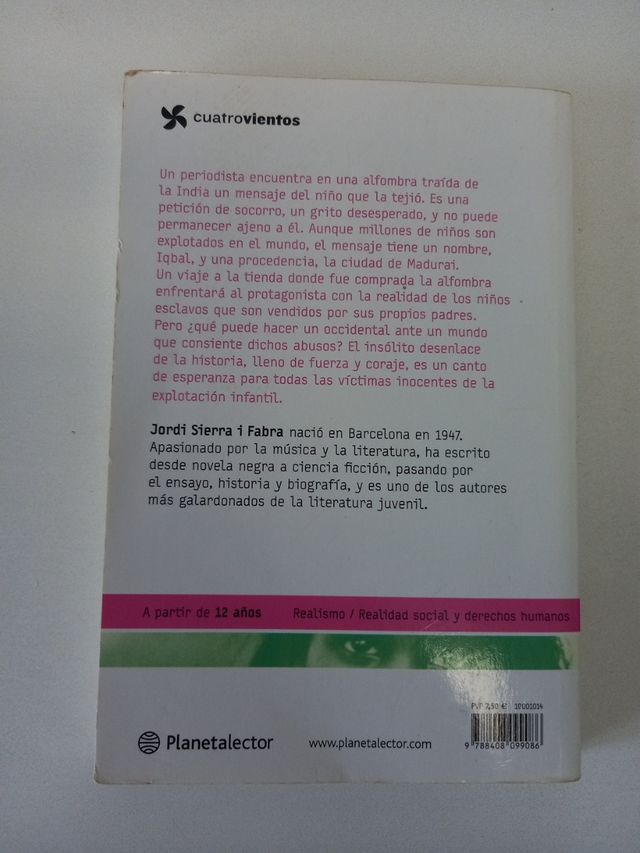 cuatrovientos
Un periodista encuentra en una alfombra traída de
la India un mensaje del niño que la tejió. Es una
petición de socorro, un grito desesperado, y no puede
permanecer ajeno a él. Aunque millones de niños son
explotados en el mundo, el mensaje tiene un nombre,
Iqbal, y una procedencia, la ciudad de Madurai.
Un viaje a la tienda donde fue comprada la alfombra
enfrentará al protagonista con la realidad de los niños
esclavos que son vendidos por sus propios padres.
Pero ¿qué puede hacer un occidental ante un mundo
que consiente dichos abusos? El insólito desenlace
de la historia, lleno de fuerza y coraje, es un canto
de esperanza para todas las víctimas inocentes de la
explotación infantil.
Jordi Sierra i Fabra nació en Barcelona en 1947.
Apasionado por la música y la literatura, ha escrito
desde novela negra a ciencia ficción, pasando por
el ensayo, historia y biografía, y es uno de los autores
más galardonados de la literatura juvenil.
A partir de 12 años Realismo / Realidad social y derechos humanos
PVP 7,50 € 10001014
Planetalector www.planetalector.com
9 788408 099086